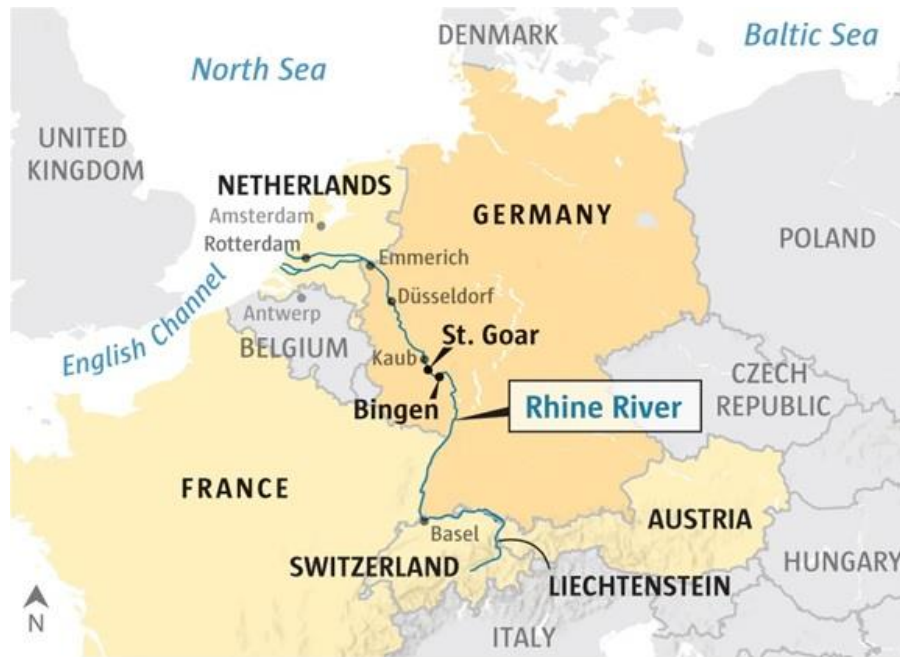 DENMARK
Baltic Sea
North Sea
UNITED
KINGDOM
NETHERLANDS
Amsterdam
GERMANY
Rotterdam
POLAND
Emmerich
English Channel
Düsseldorf
Antwerp
St. Goar
BELGIUM
Kaub
CZECH
REPUBLIC
Bingen
Rhine River
FRANCE
AUSTRIA
Basel
SWITZERLAND
HUNGARY
LIECHTENSTEIN
N
ITALY